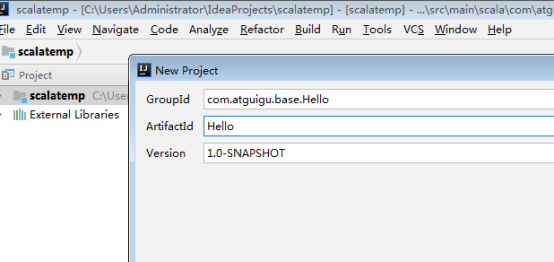 scalatemp - [C:\Users\Administrator\IdeaProjects\scalatemp] - [scalatemp] - ...\src\main\scala\com\atg
File Edit View Navigate Code Analyze Refactor Build Run Tools VCS Window Help
scalatemp
Project
New Project
scalatemp C:\User
External Libraries
GroupId com.atguigu.base.Hello
ArtifactId Hello
Version 1.0-SNAPSHOT